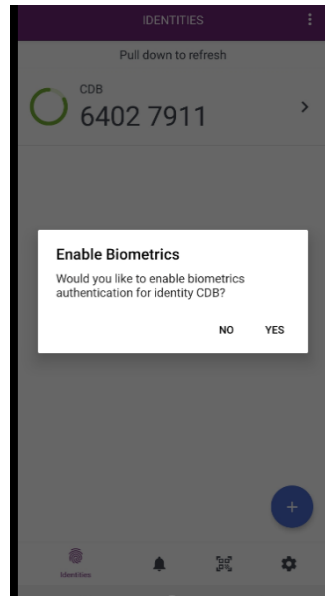 IDENTITIES
Pull down to refresh
CDB
6402 7911
Enable Biometrics
Would you like to enable biometrics
authentication for identity CDB?
NO YES
Identities